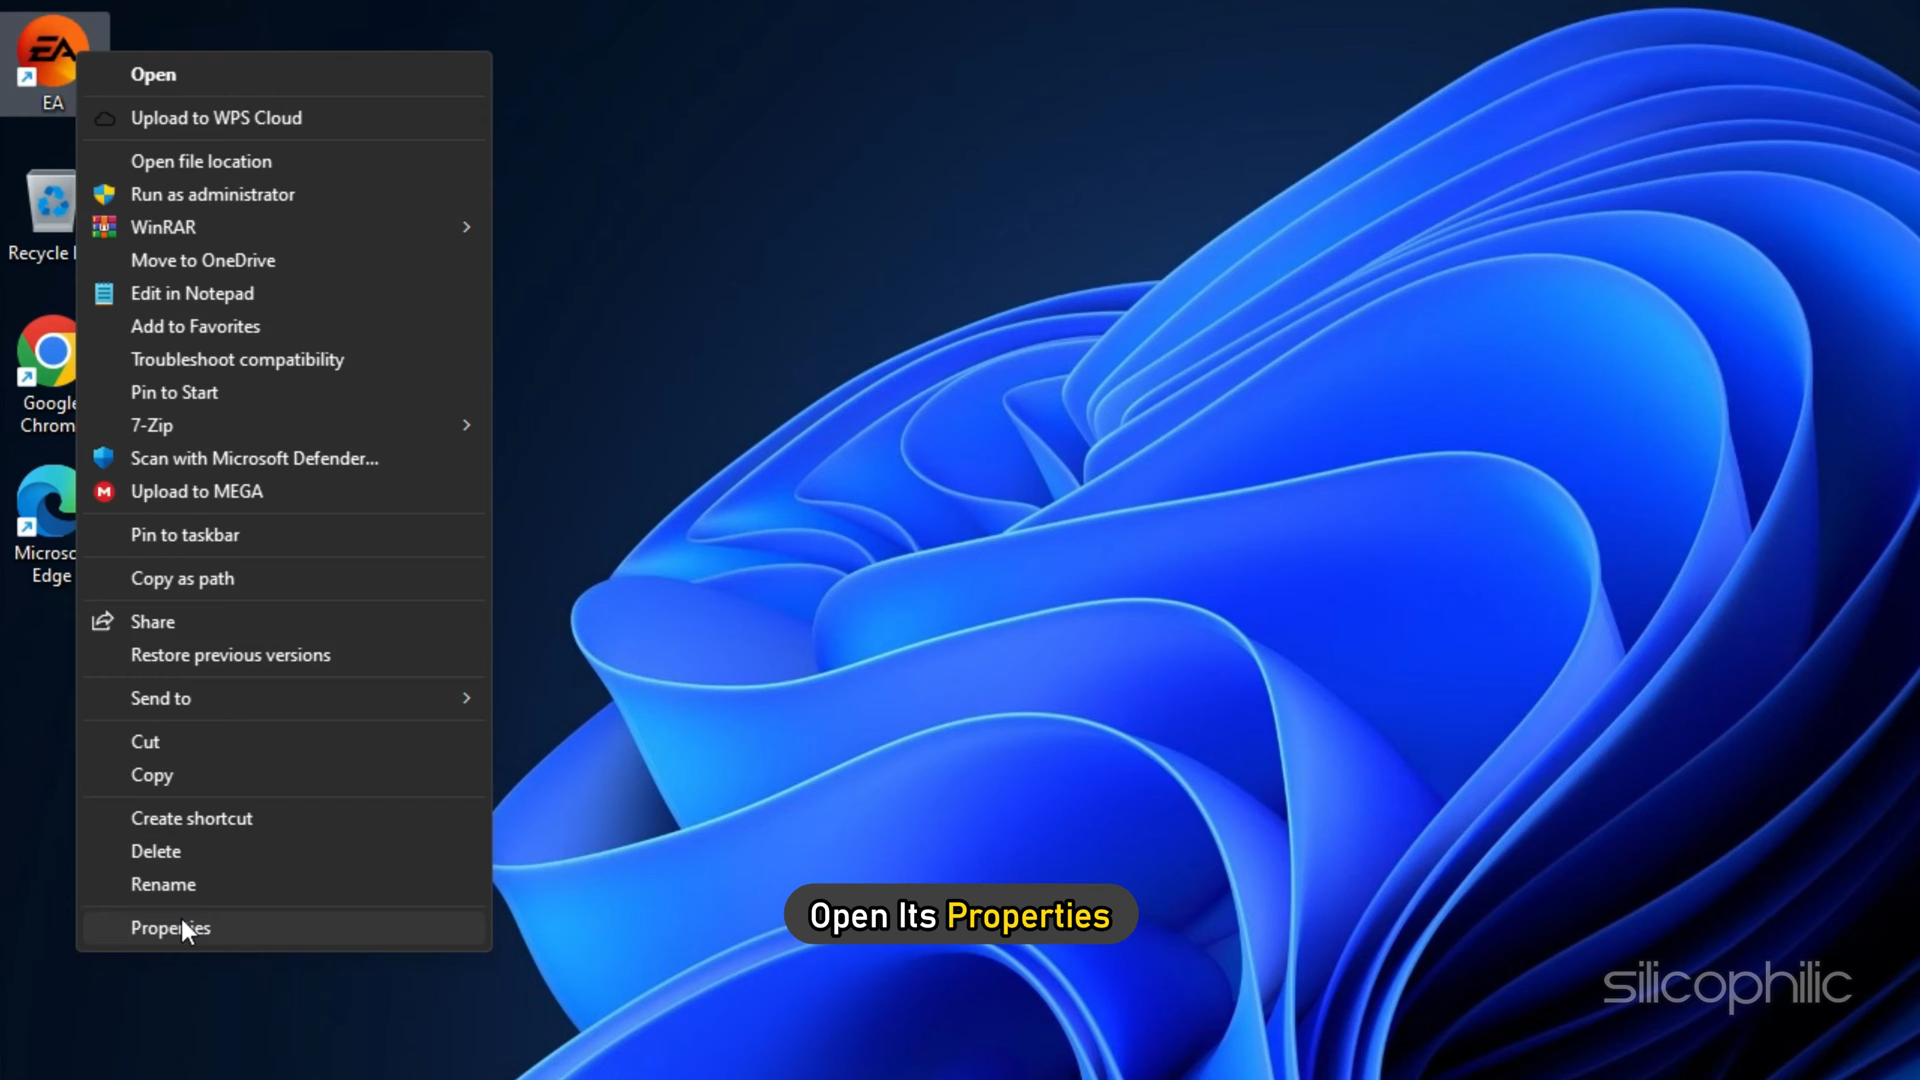 EA
EA
Open
Upload to WPS Cloud
Open file location
Run as administrator
WinRAR
Move to OneDrive
Edit in Notepad
Add to Favorites
Troubleshoot compatibility
Pin to Start
7-Zip
Scan with Microsoft Defender...
Upload to MEGA
Pin to taskbar
Copy as path
Share
Restore previous versions
Send to
Cut
Copy
Create shortcut
Delete
Rename
Properties
Recycle
Google
Chrom
Microso
Edge
Open Its Properties
silicophilic